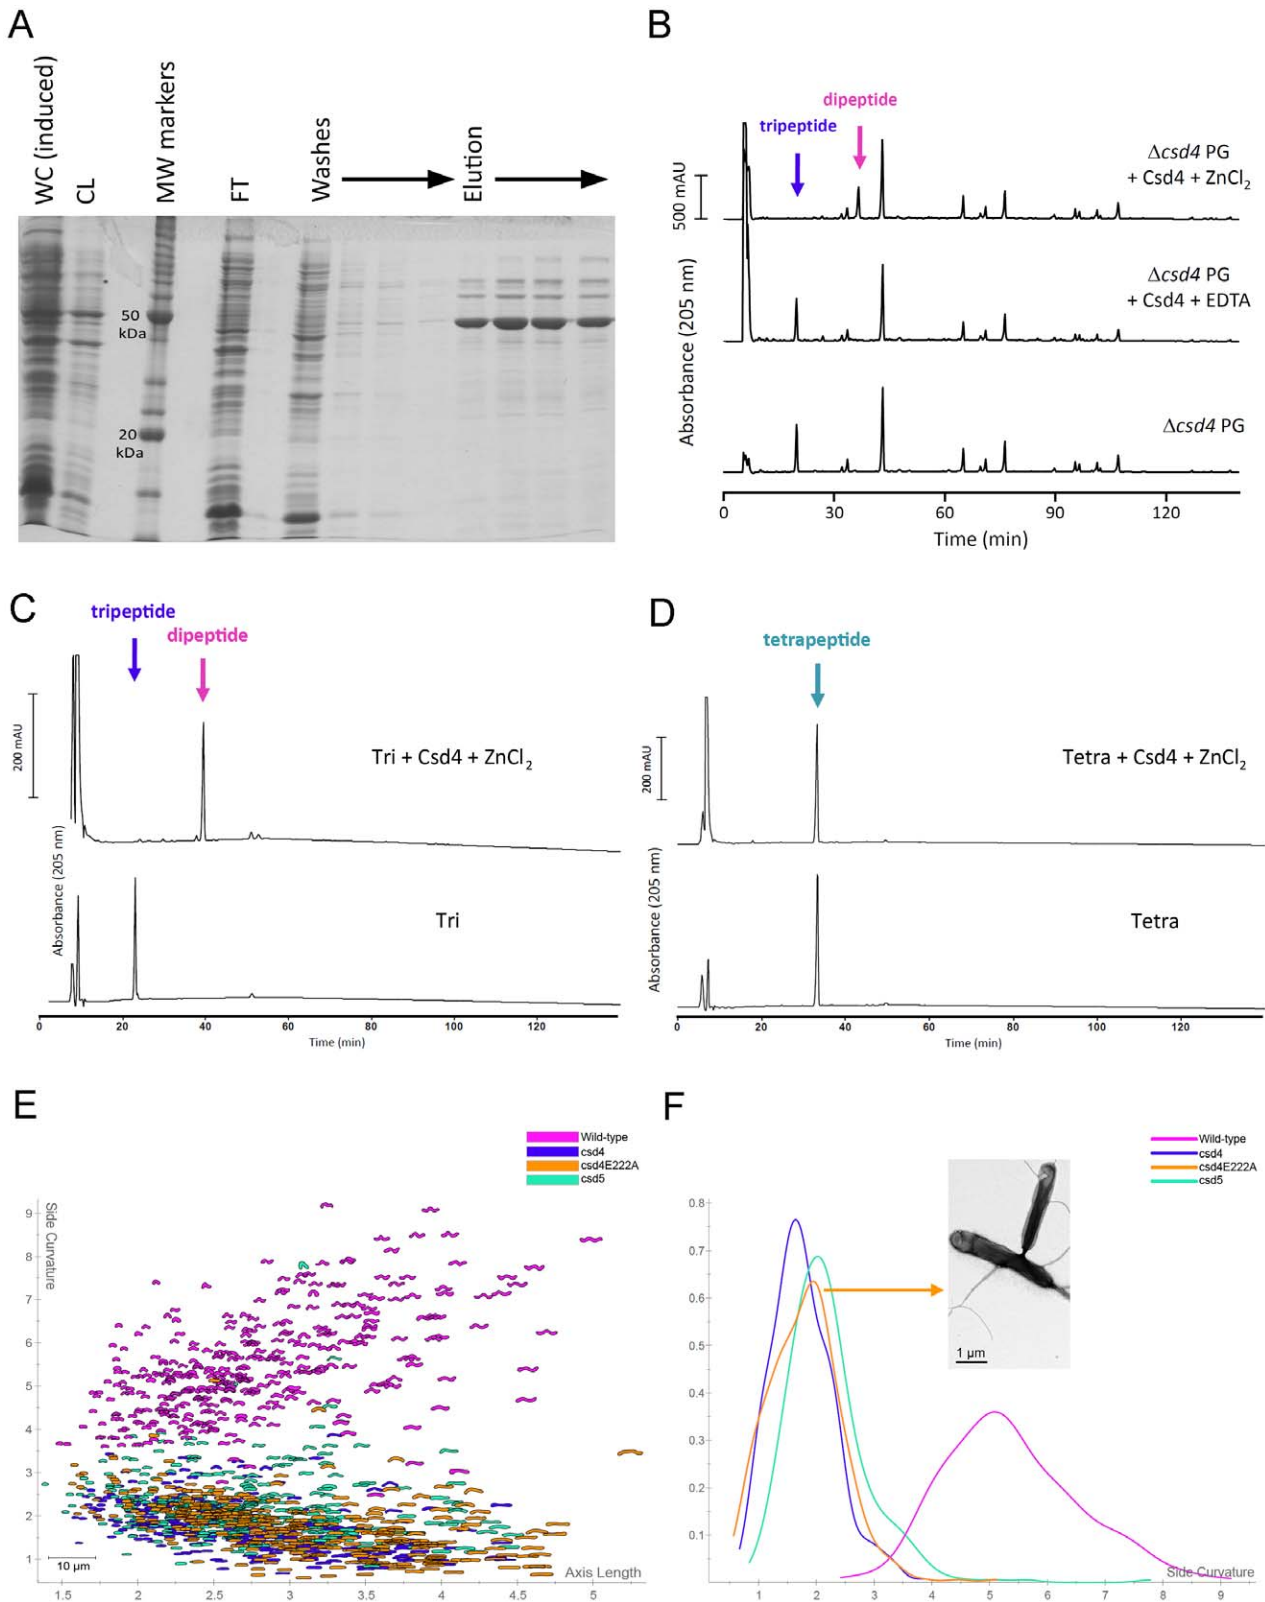 A
WC (induced)
CL
MW markers
FT
Washes
Elution
50
kDa
20
kDa
B
dipeptide
tripeptide
500 mAU
Δcsd4 PG
+ Csd4 + ZnCl₂
Δcsd4 PG
+ Csd4 + EDTA
Δcsd4 PG
Absorbance (205 nm)
0 30 60 90 120
Time (min)
C
tripeptide
dipeptide
200 mAU
Tri + Csd4 + ZnCl₂
Absorbance (205 nm)
Tri
0 20 40 60 80 100 120
Time (min)
D
tetrapeptide
200 mAU
Tetra + Csd4 + ZnCl₂
Absorbance (205 nm)
Tetra
0 20 40 60 80 100 120
Time (min)
E
Wild-type
csd4
csd4E222A
csd5
Side Curvature
9
8
7
6
5
4
3
2
1
10 µm
Axis Length
1.5 2 2.5 3 3.5 4 4.5 5
F
Wild-type
csd4
csd4E222A
csd5
0.8
0.7
0.6
0.5
0.4
0.3
0.2
0.1
1 µm
Side Curvature
1 2 3 4 5 6 7 8 9